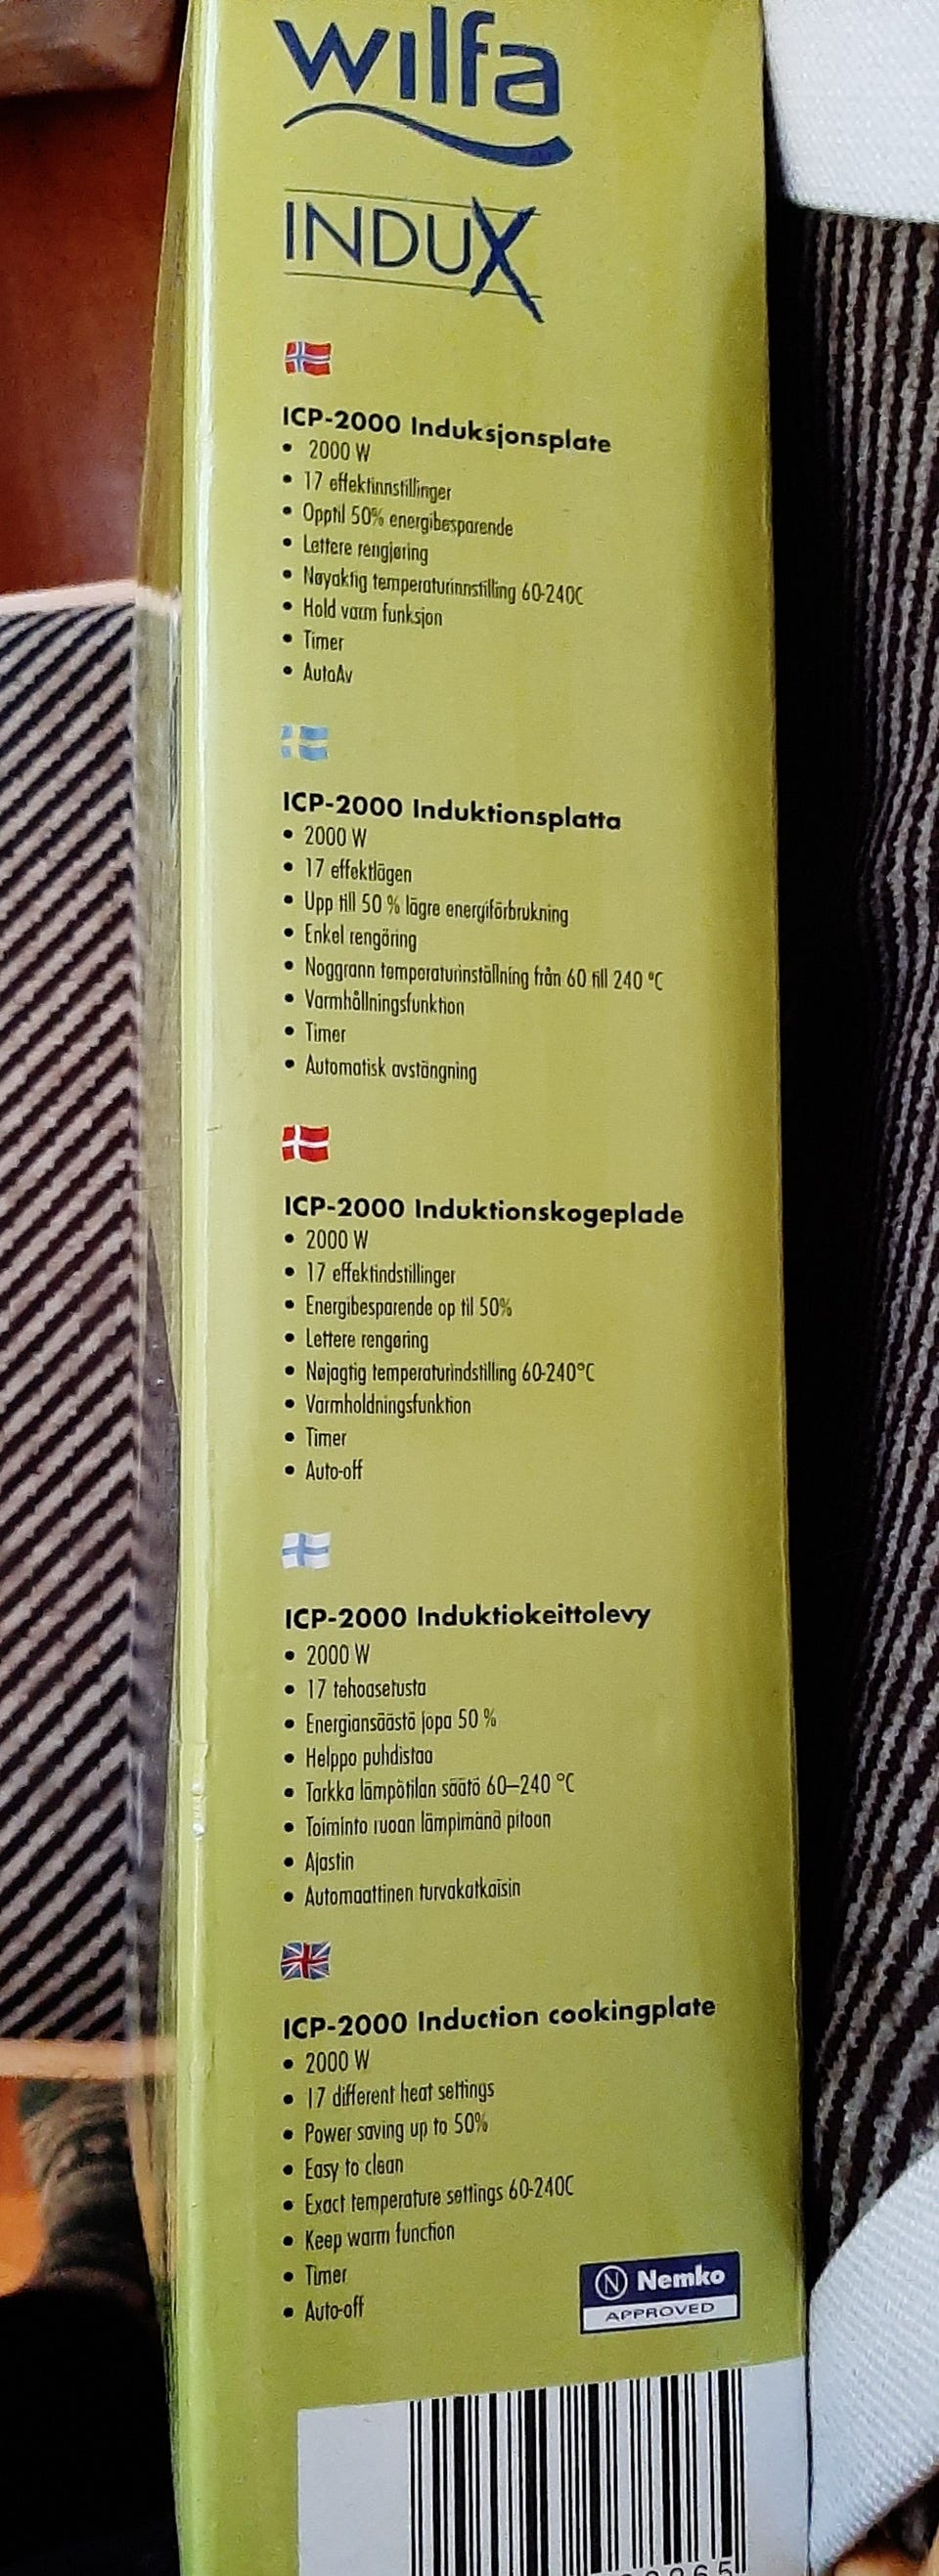 wilfa
INDUX
ICP-2000 Induksjonsplate
• 2000 W
• 17 effektinnstillinger
• Opptil 50% energibesparende
• Lettere rengjøring
• Nøyaktig temperaturinnstilling 60-240C
• Hold varm funksjon
• Timer
• AutoAv
ICP-2000 Induktionsplatta
• 2000 W
• 17 effektlägen
• Upp till 50 % lägre energiförbrukning
• Enkel rengöring
• Noggrann temperaturinställning från 60 till 240 °C
• Varmhållningsfunktion
• Timer
• Automatisk avstängning
ICP-2000 Induktionskogeplade
• 2000 W
• 17 effektindstillinger
• Energibesparende op til 50%
• Lettere rengøring
• Nøjagtig temperaturindstilling 60-240°C
• Varmholdningsfunktion
• Timer
• Auto-off
ICP-2000 Induktiokeittolevy
• 2000 W
• 17 tehoasetusta
• Energiansäästö jopa 50 %
• Helppo puhdistaa
• Tarkka lämpötilan säätö 60–240 °C
• Toiminto ruoan lämpimänä pitoon
• Ajastin
• Automaattinen turvakatkaisin
ICP-2000 Induction cookingplate
• 2000 W
• 17 different heat settings
• Power saving up to 50%
• Easy to clean
• Exact temperature settings 60-240C
• Keep warm function
• Timer
• Auto-off
N Nemko
APPROVED